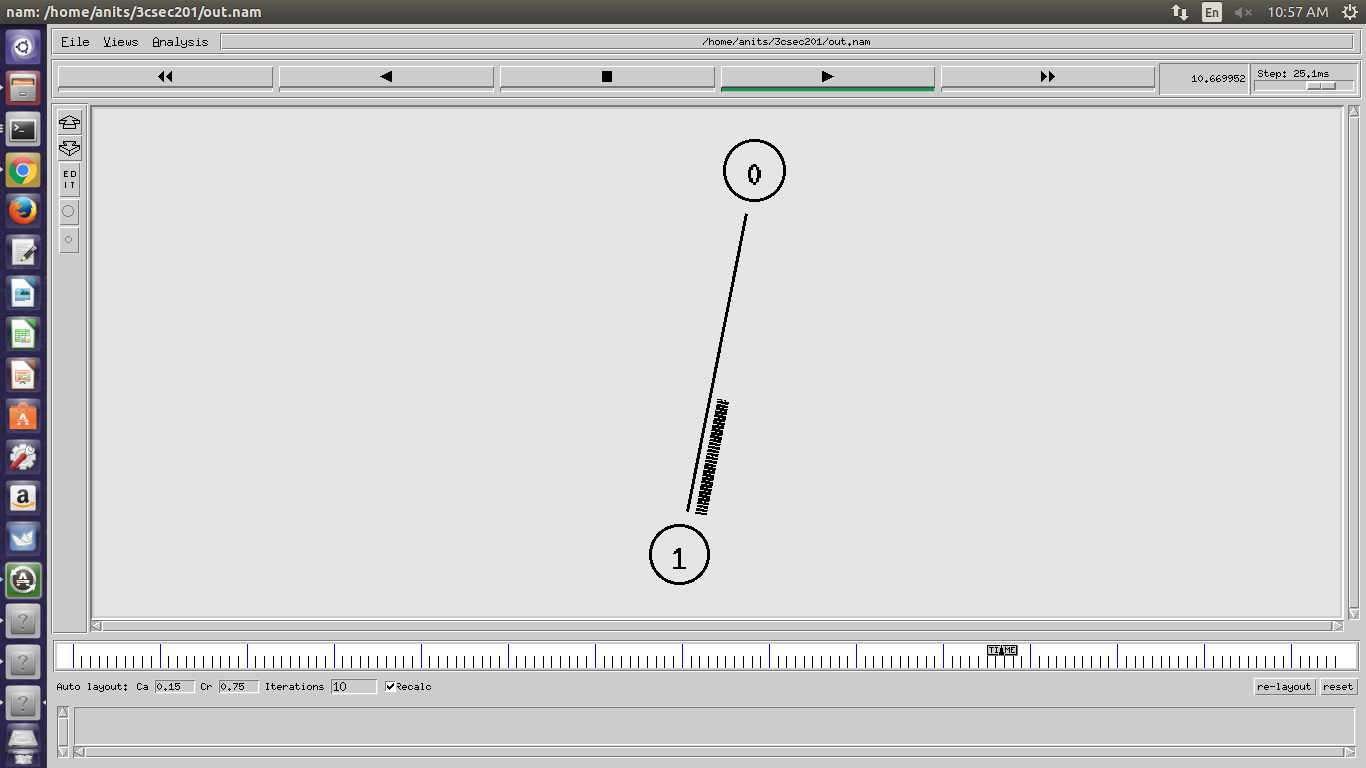 nam: /home/anits/3csec201/out.nam
En 10:57 AM
File Views Analysis /home/anits/3csec201/out.nam
10.669952 Step: 25.1ms
ED
IT
0
1
TIME
Auto layout: Ca 0.15 Cr 0.75 Iterations 10 Recalc re-layout reset